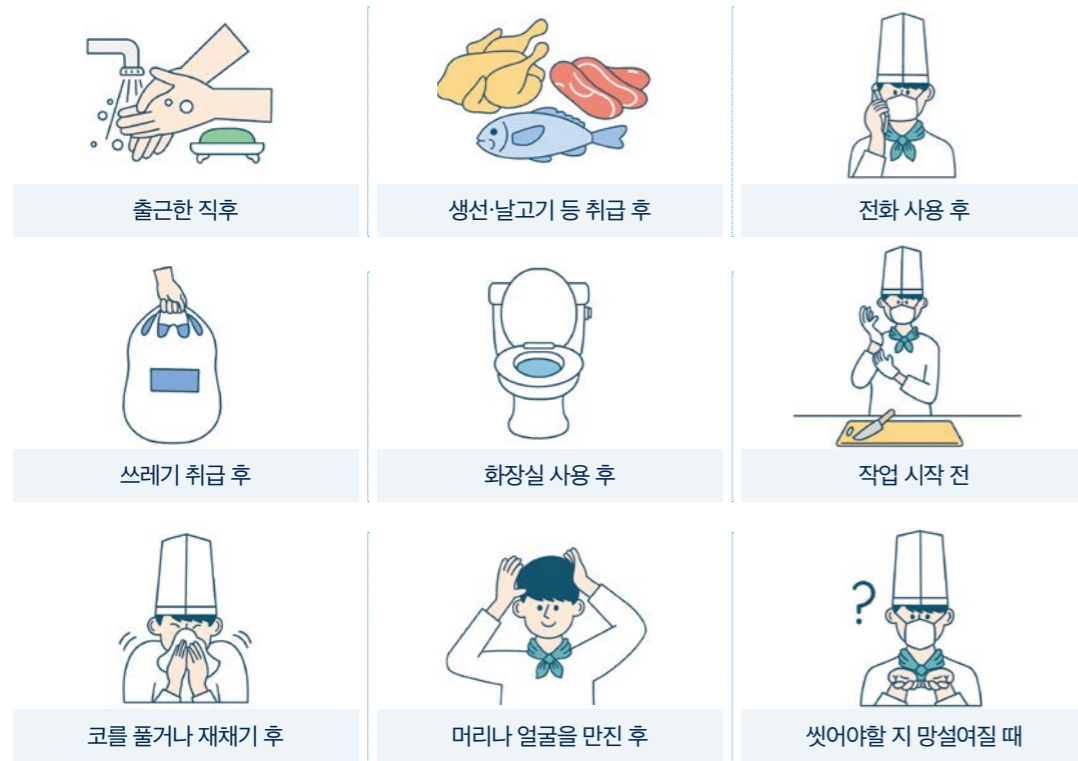 출근한 직후
생선·날고기 등 취급 후
전화 사용 후
쓰레기 취급 후
화장실 사용 후
작업 시작 전
코를 풀거나 재채기 후
머리나 얼굴을 만진 후
?
씻어야할 지 망설여질 때